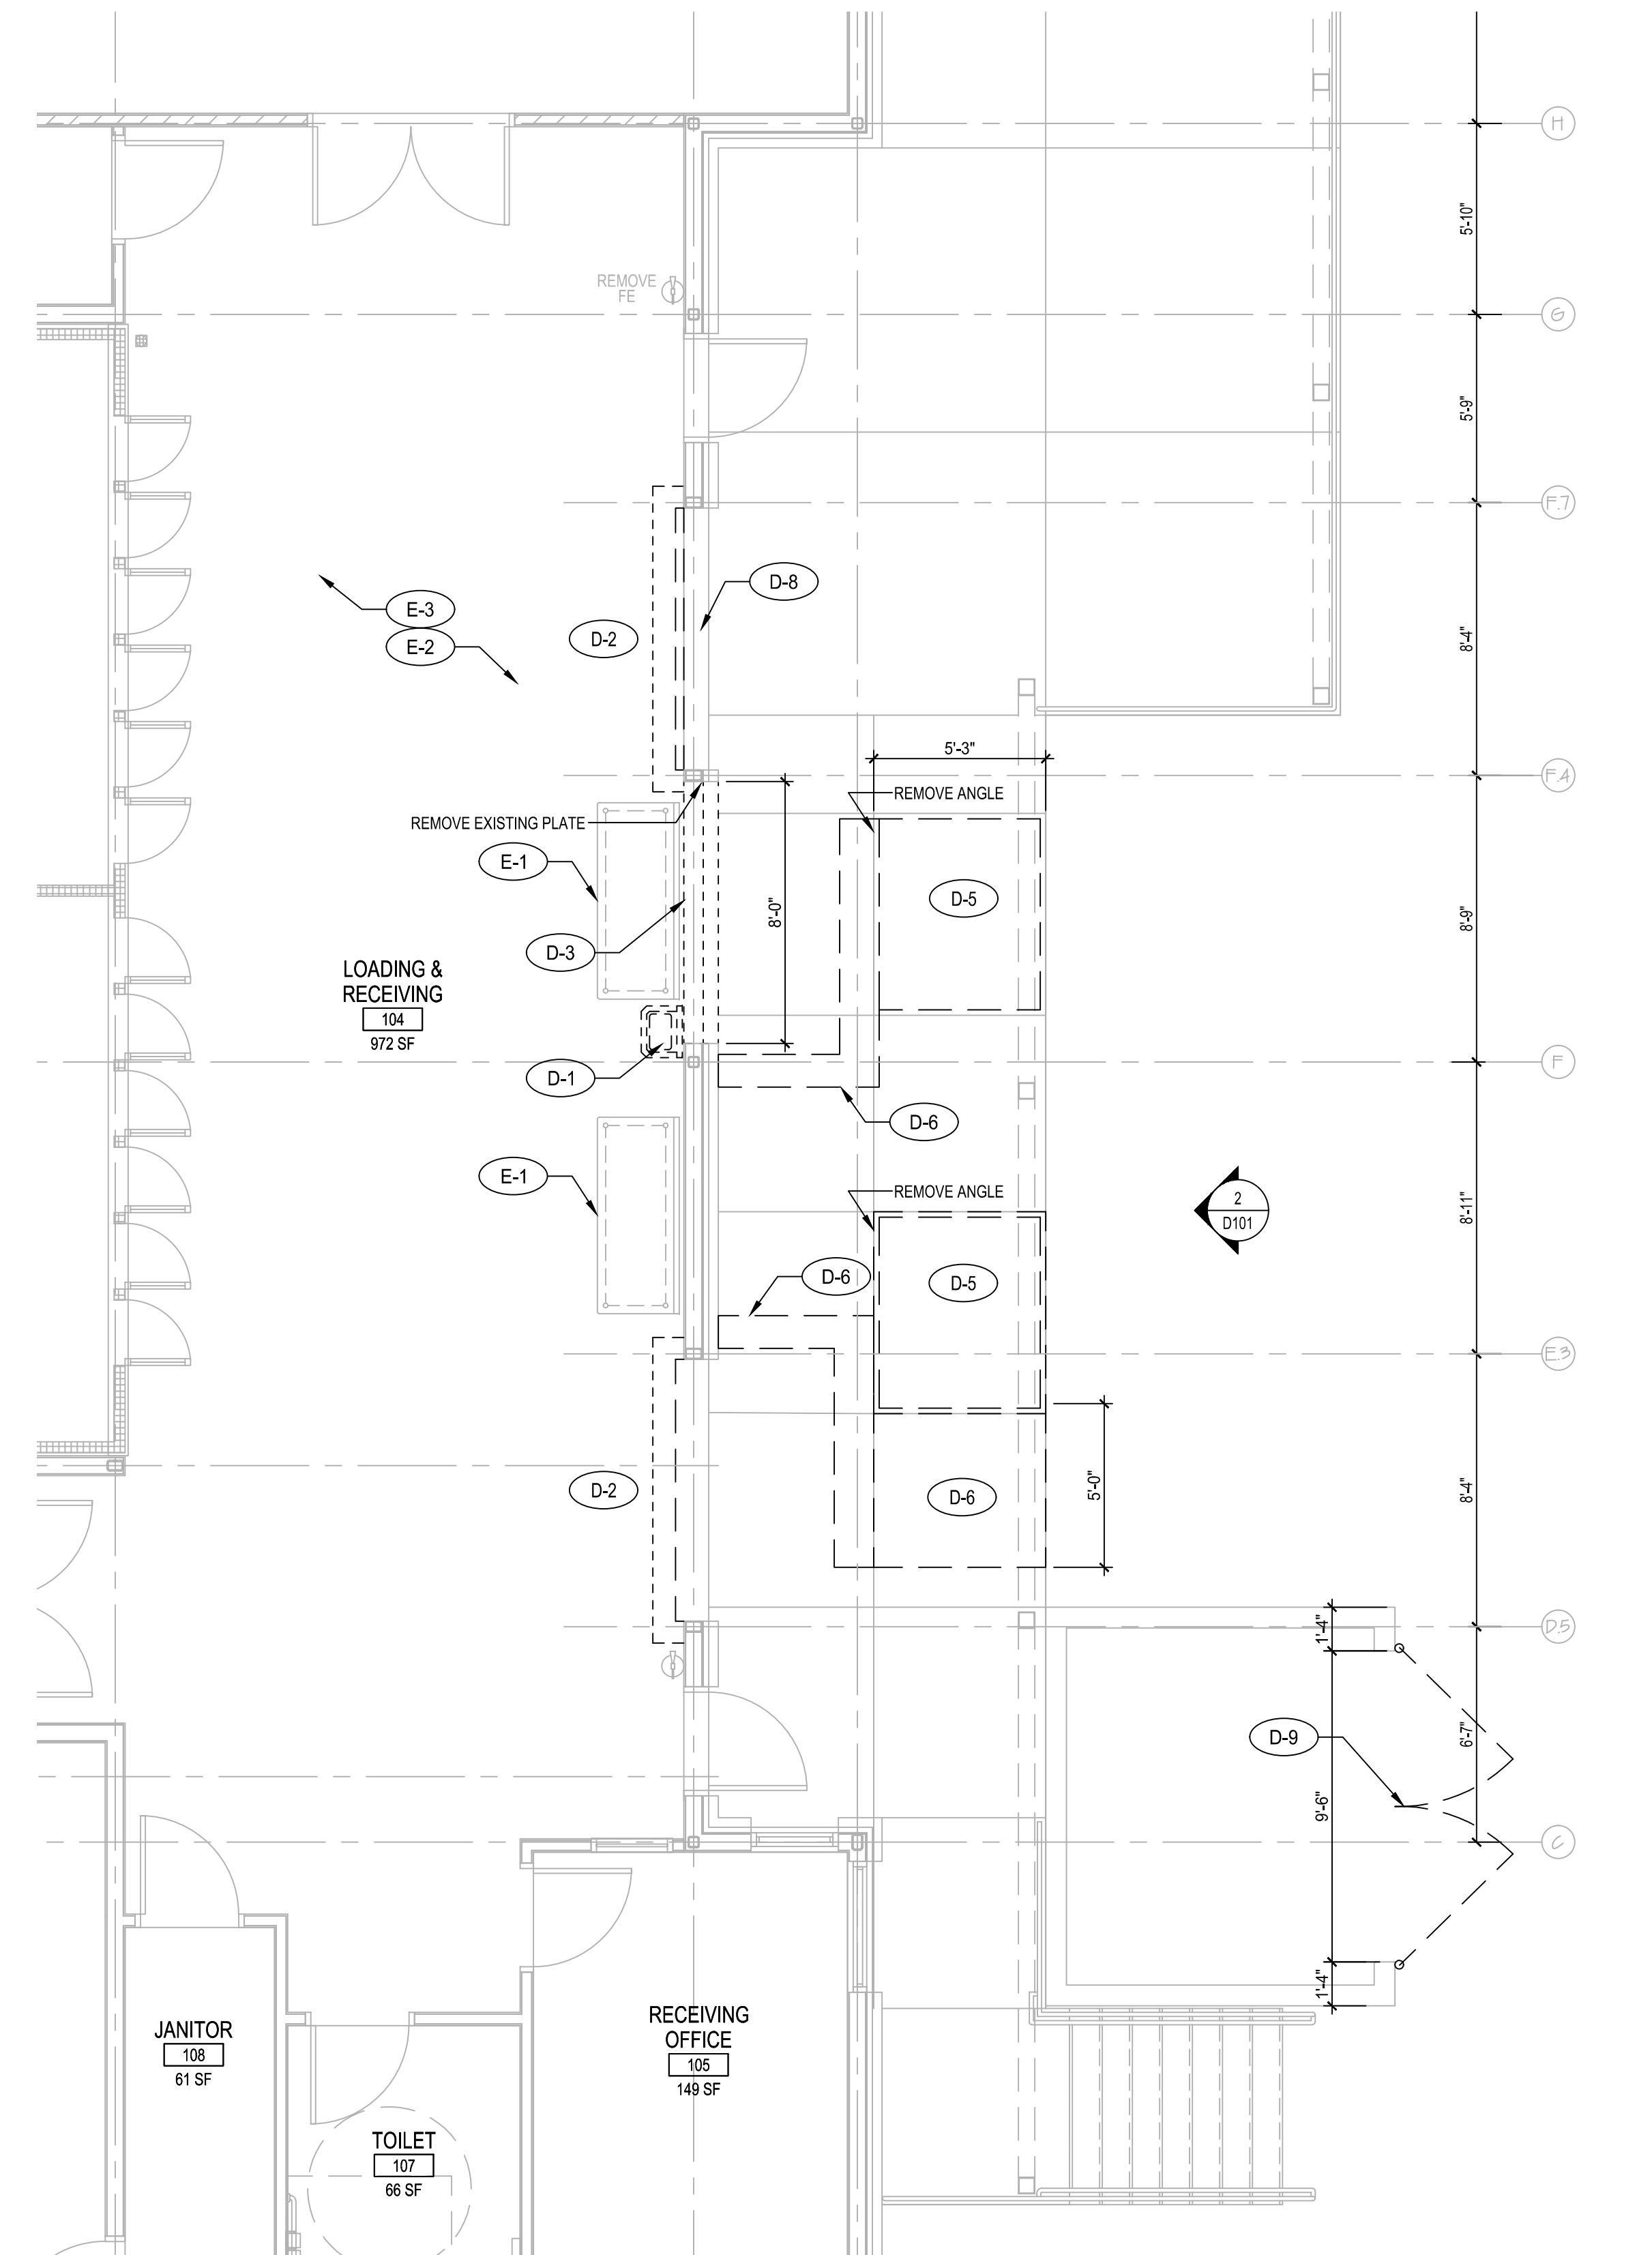 H
5'-10"
REMOVE
FE
G
5'-9"
F.7
D-8
E-3
D-2
E-2
8'-4"
5'-3"
F.4
REMOVE ANGLE
REMOVE EXISTING PLATE
E-1
D-5
8'-0"
8'-9"
D-3
LOADING &
RECEIVING
104
972 SF
F
D-1
D-6
E-1
REMOVE ANGLE
2
D101
8'-11"
D-6
D-5
E.3
D-2
D-6
5'-0"
8'-4"
1'-4"
D.5
D-9
6'-7"
9'-6"
C
1'-4"
JANITOR
108
61 SF
RECEIVING
OFFICE
105
149 SF
TOILET
107
66 SF